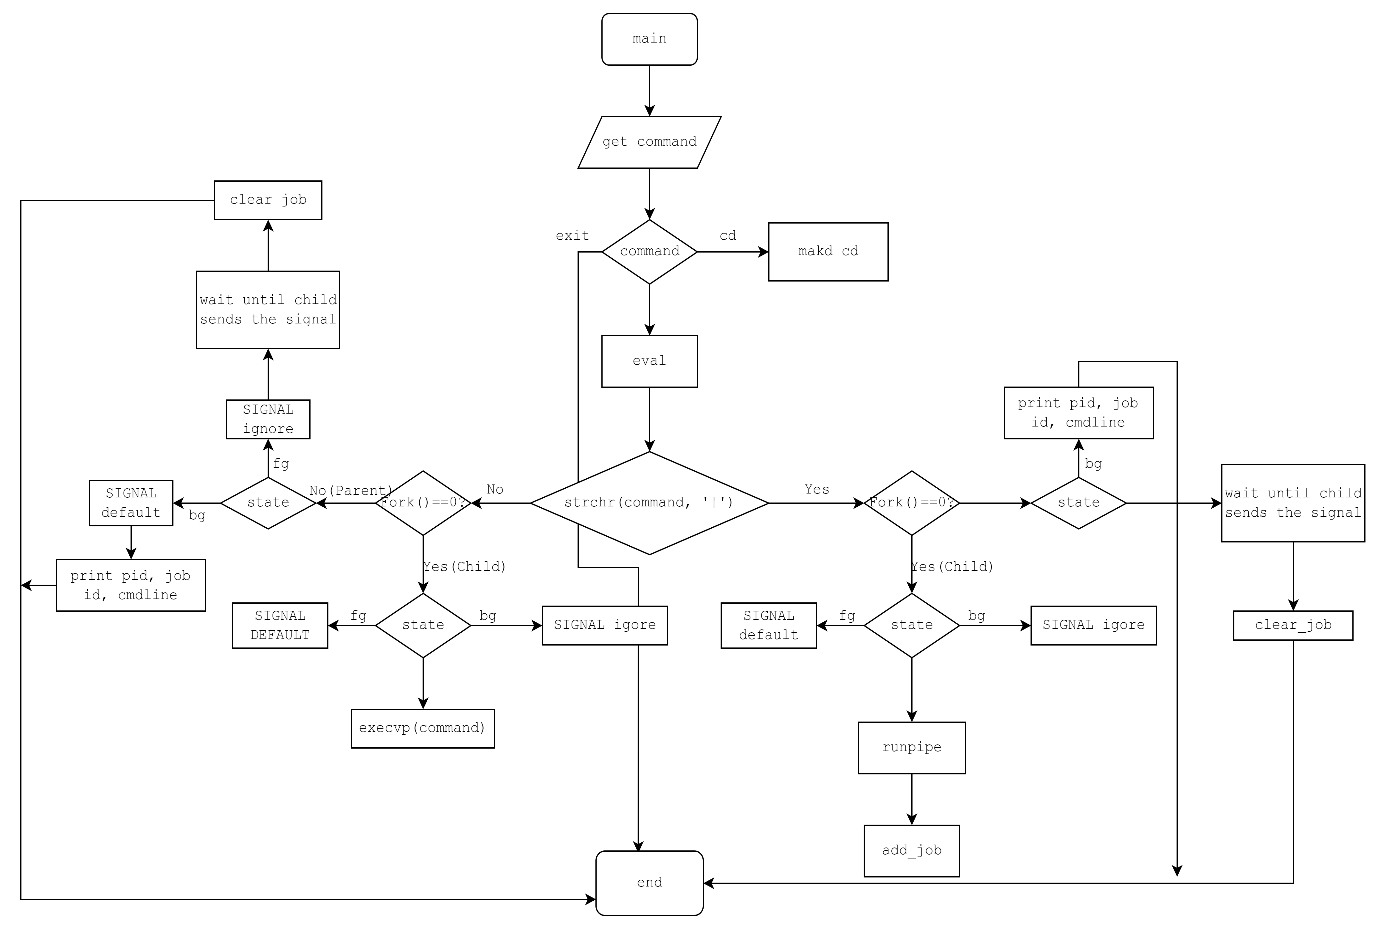 main
get command
clear job
exit
cd
command
makd cd
wait until child
sends the signal
eval
SIGNAL
ignore
print pid, job
id, cmdline
fg
bg
SIGNAL
default
bg
state
No(Parent)
Fork()==0?
No
strchr(command, '|')
Yes
Fork()==0?
state
wait until child
sends the signal
print pid, job
id, cmdline
Yes(Child)
Yes(Child)
SIGNAL
DEFAULT
fg
state
bg
SIGNAL igore
SIGNAL
default
fg
state
bg
SIGNAL igore
clear_job
execvp(command)
runpipe
add_job
end